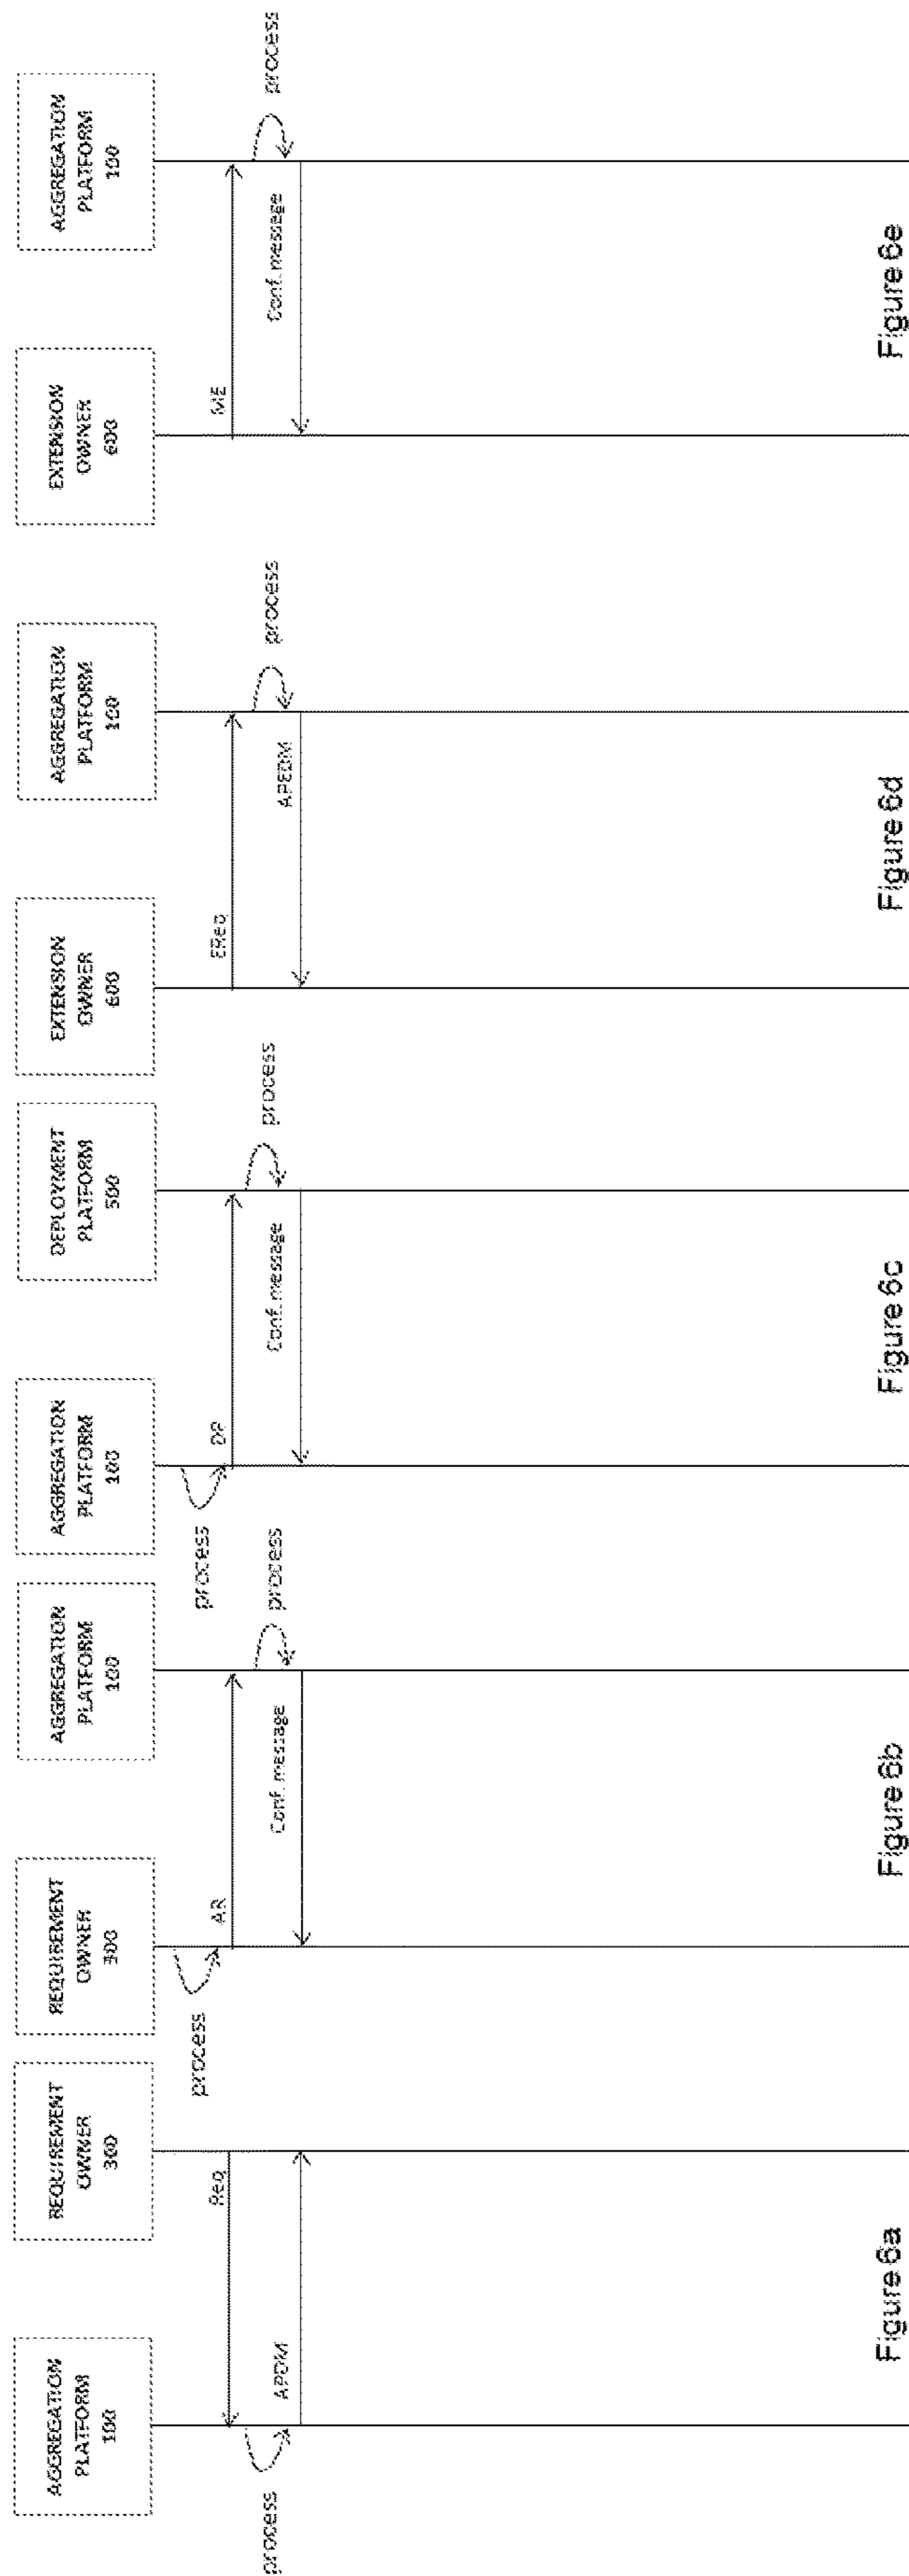 AGGREGATION
PLATFORM
100
REQUIREMENT
OWNER
300
Req
process
APDM
Figure 6a
REQUIREMENT
OWNER
300
AGGREGATION
PLATFORM
100
process
AR
process
Conf. message
Figure 6b
AGGREGATION
PLATFORM
100
DEPLOYMENT
PLATFORM
500
process
DP
process
Conf. message
Figure 6c
EXTENSION
OWNER
600
AGGREGATION
PLATFORM
100
EReq
process
APEDM
Figure 6d
EXTENSION
OWNER
600
AGGREGATION
PLATFORM
100
ME
process
Conf. message
Figure 6e